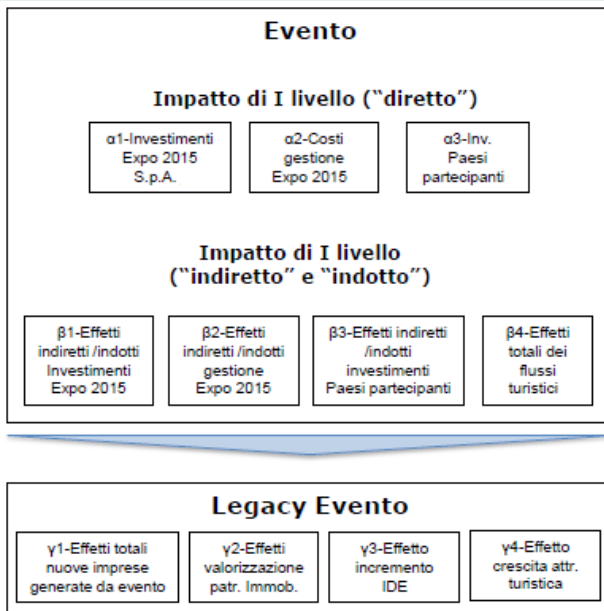 Evento
Impatto di I livello ("diretto")
α1-Investimenti
Expo 2015
S.p.A.
α2-Costi
gestione
Expo 2015
α3-Inv.
Paesi
partecipanti
Impatto di I livello
("indiretto" e "indotto")
β1-Effetti
indiretti /indotti
Investimenti
Expo 2015
β2-Effetti
indiretti /indotti
gestione
Expo 2015
β3-Effetti indiretti
/indotti
investimenti
Paesi partecipanti
β4-Effetti
totali dei
flussi
turistici
Legacy Evento
γ1-Effetti totali
nuove imprese
generate da evento
γ2-Effetti
valorizzazione
patr. Immob.
γ3-Effetto
incremento
IDE
γ4-Effetto
crescita attr.
turistica